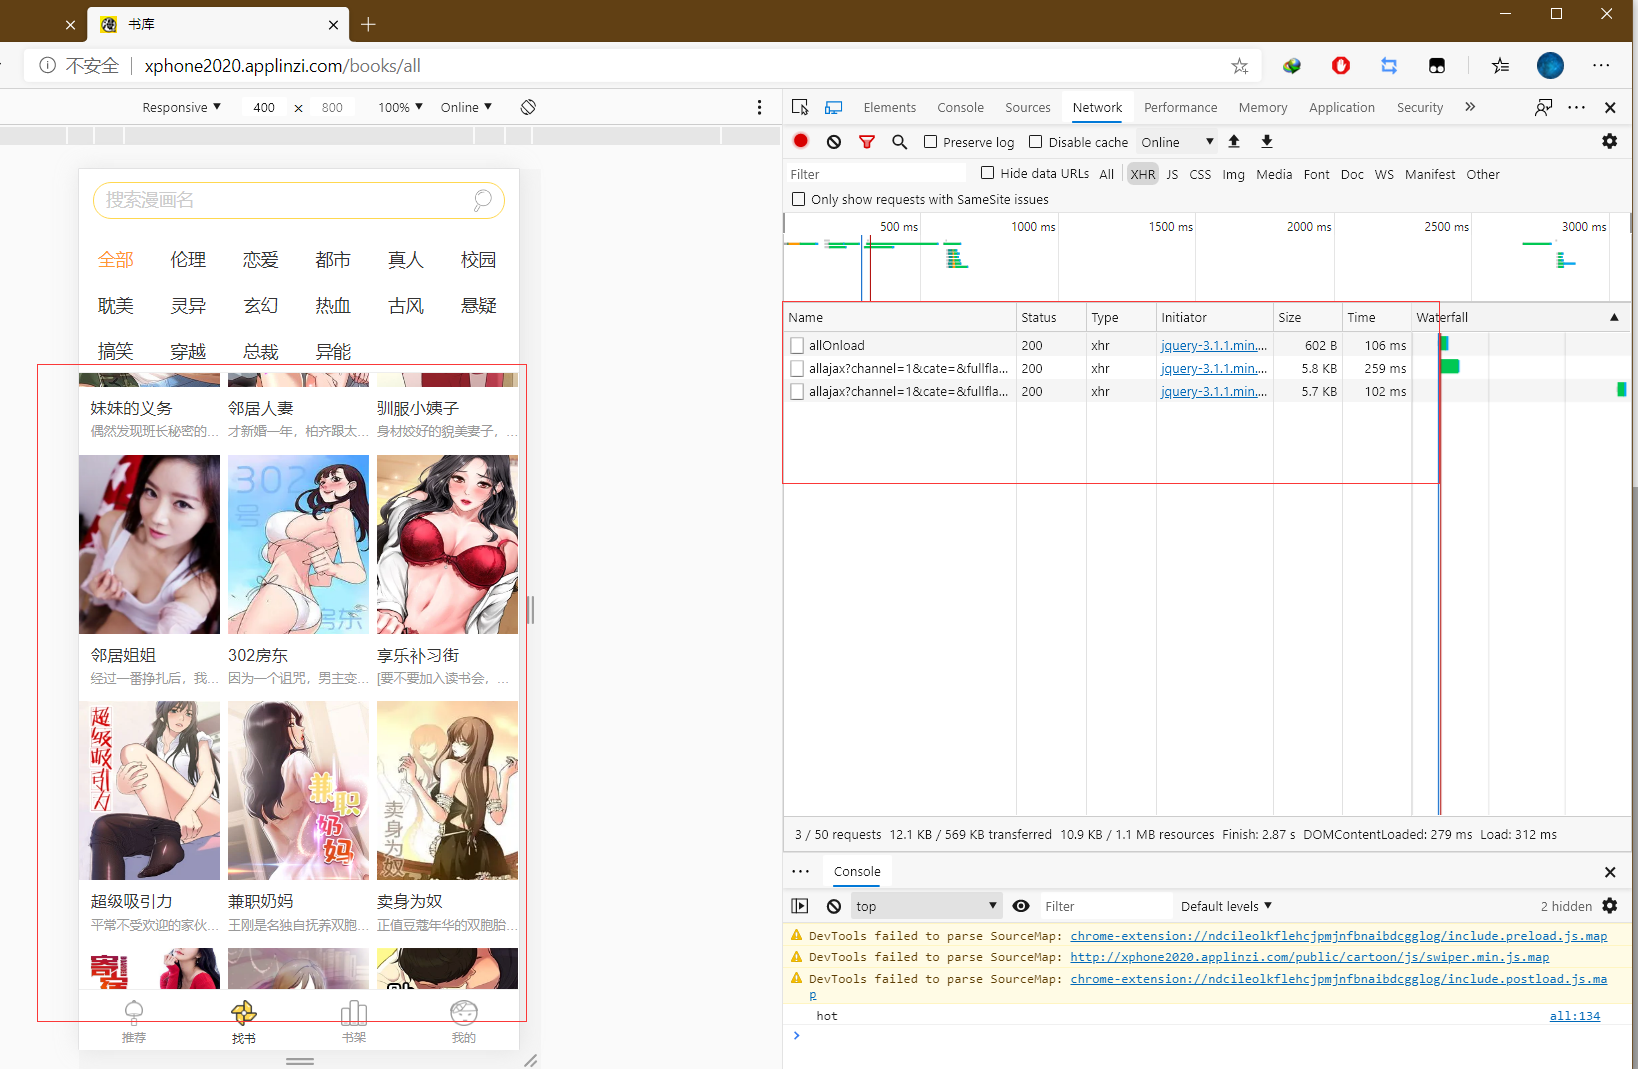 书库
不安全 | xphone2020.applinzi.com/books/all
Responsive ▼ 400 × 800 100% ▼ Online ▼
Elements Console Sources Network Performance Memory Application Security »
Preserve log Disable cache Online ▼
Filter Hide data URLs All XHR JS CSS Img Media Font Doc WS Manifest Other
Only show requests with SameSite issues
500 ms 1000 ms 1500 ms 2000 ms 2500 ms 3000 ms
Name Status Type Initiator Size Time Waterfall
allOnload 200 xhr jquery-3.1.1.min.... 602 B 106 ms
allajax?channel=1&cate=&fullfla... 200 xhr jquery-3.1.1.min.... 5.8 KB 259 ms
allajax?channel=1&cate=&fullfla... 200 xhr jquery-3.1.1.min.... 5.7 KB 102 ms
3 / 50 requests 12.1 KB / 569 KB transferred 10.9 KB / 1.1 MB resources Finish: 2.87 s DOMContentLoaded: 279 ms Load: 312 ms
Console
top ▼ Filter Default levels ▼ 2 hidden
DevTools failed to parse SourceMap: chrome-extension://ndcileolkflehcjpmjnfbnaibdcgglog/include.preload.js.map
DevTools failed to parse SourceMap: http://xphone2020.applinzi.com/public/cartoon/js/swiper.min.js.map
DevTools failed to parse SourceMap: chrome-extension://ndcileolkflehcjpmjnfbnaibdcgglog/include.postload.js.ma
p
hot all:134
搜索漫画名
全部 伦理 恋爱 都市 真人 校园
耽美 灵异 玄幻 热血 古风 悬疑
搞笑 穿越 总裁 异能
妹妹的义务 邻居人妻 驯服小姨子
偶然发现班长秘密的... 才新婚一年，柏齐跟太... 身材姣好的貌美妻子，...
302
号
房东
邻居姐姐 302房东 享乐补习街
经过一番挣扎后，我... 因为一个诅咒，男主变... [要不要加入读书会，...
超级吸引力
兼职奶妈
卖身为奴
超级吸引力 兼职奶妈 卖身为奴
平常不受欢迎的家伙... 王刚是名独自抚养双胞... 正值豆蔻年华的双胞胎...
推荐 找书 书架 我的